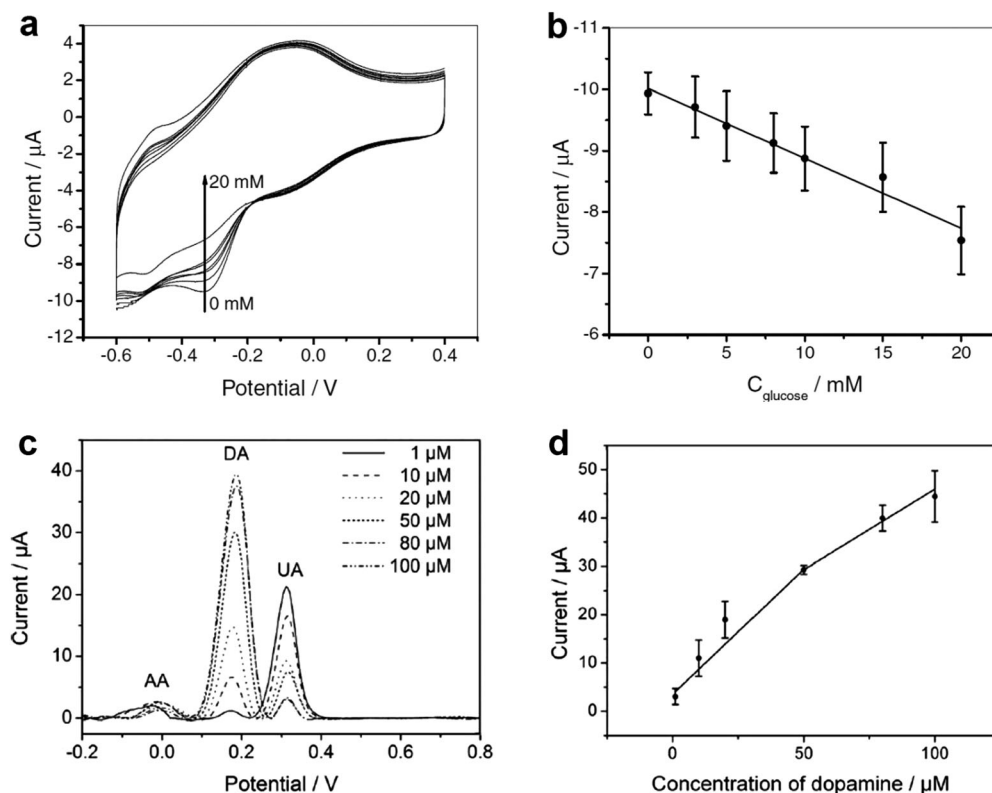 a
4
2
0
-2
-4
-6
-8
-10
-12
Current / µA
20 mM
0 mM
-0.6
-0.4
-0.2
0.0
0.2
0.4
Potential / V
b
-11
-10
-9
-8
-7
-6
Current / µA
0
5
10
15
20
C glucose / mM
c
40
30
20
10
0
Current / µA
AA
DA
UA
1 µM
10 µM
20 µM
50 µM
80 µM
100 µM
-0.2
0.0
0.2
0.4
0.6
0.8
Potential / V
d
50
40
30
20
10
0
Current / µA
0
50
100
Concentration of dopamine / µM